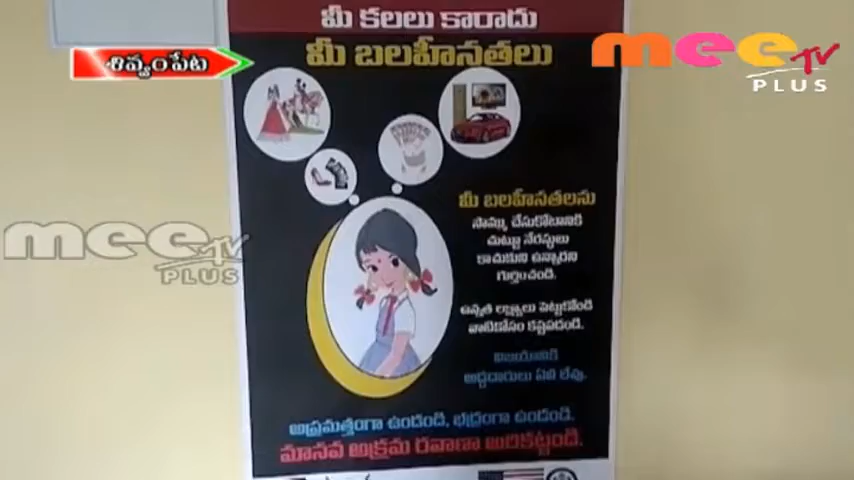 మీ కలలు కారాదు
మీ బలహీనతలు
శివ్వంపేట
mee TV
PLUS
మీ బలహీనతలను
సొమ్ము చేసుకోటానికి
చుట్టూ నేరస్థులు
కాచుకుని ఉన్నారని
గుర్తించండి.
ఉన్నత లక్ష్యాలు పెట్టుకోండి
వాటికోసం కష్టపడండి.
విజయానికి
అడ్డదారులు ఏవీ లేవు.
mee TV
PLUS
అప్రమత్తంగా ఉండండి, భద్రంగా ఉండండి.
మానవ అక్రమ రవాణా అరికట్టండి.